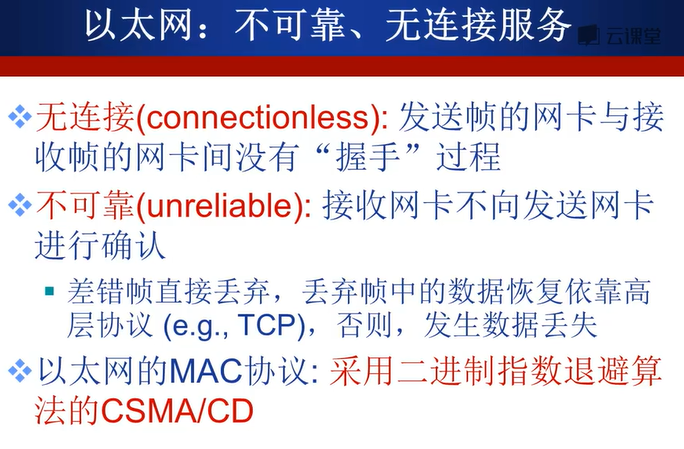 以太网：不可靠、无连接服务
云课堂
无连接(connectionless): 发送帧的网卡与接
收帧的网卡间没有“握手”过程
不可靠(unreliable): 接收网卡不向发送网卡
进行确认
差错帧直接丢弃，丢弃帧中的数据恢复依靠高
层协议 (e.g., TCP)，否则，发生数据丢失
以太网的MAC协议: 采用二进制指数退避算
法的CSMA/CD